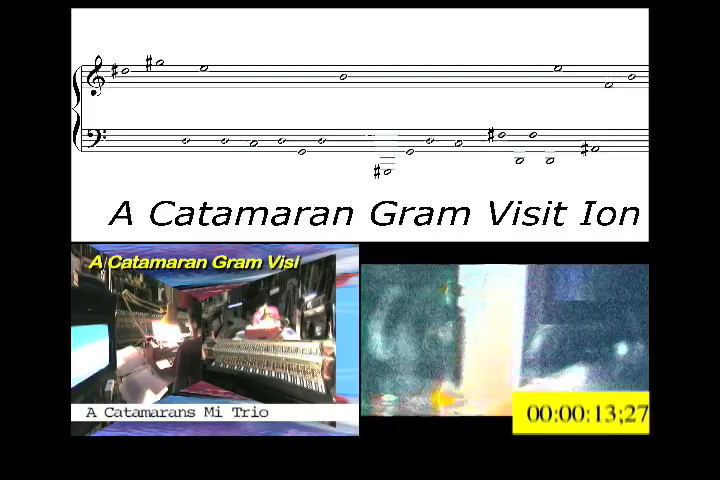 A Catamaran Gram Visit Ion
A Catamaran Gram Visi
A Catamarans Mi Trio
00:00:13;27